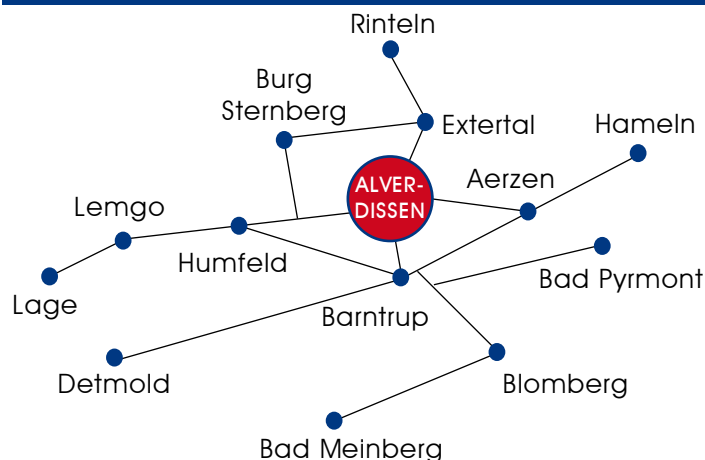 Rinteln
Burg
Sternberg
Extertal
Hameln
ALVER-
DISSEN
Aerzen
Lemgo
Humfeld
Bad Pyrmont
Lage
Barntrup
Detmold
Blomberg
Bad Meinberg